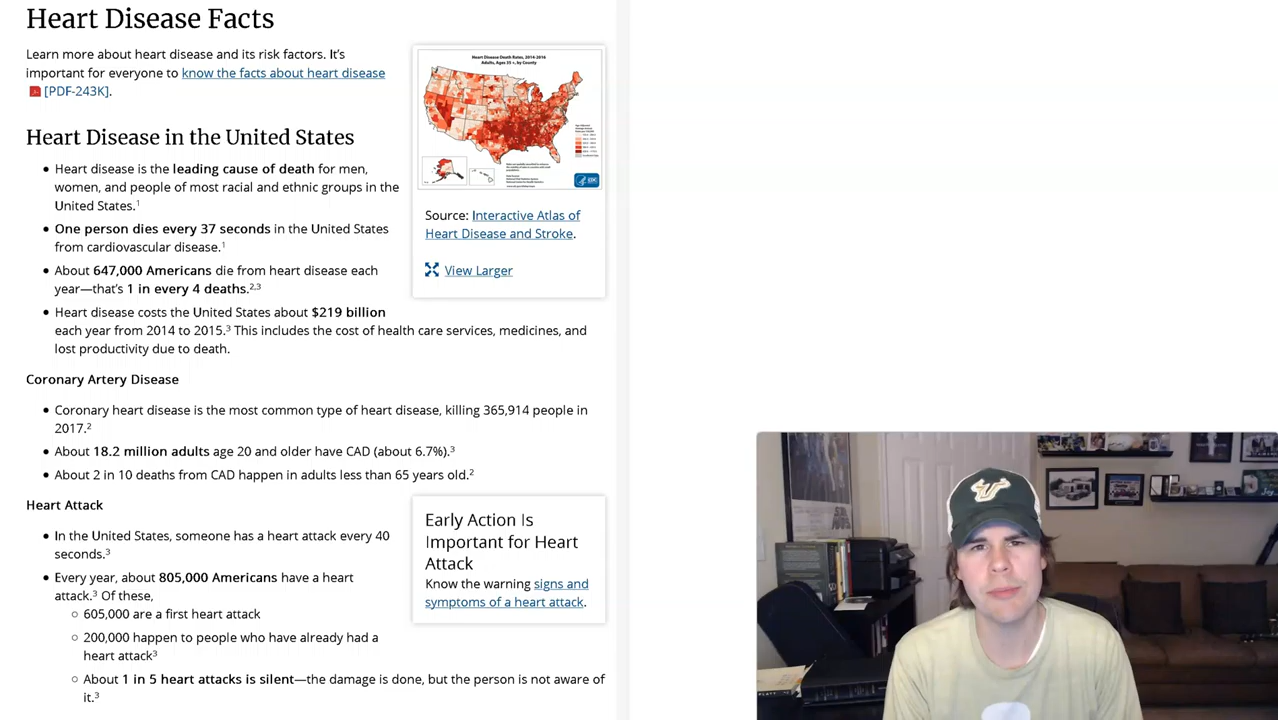 Heart Disease Facts
Learn more about heart disease and its risk factors. It's
important for everyone to know the facts about heart disease
[PDF-243K].
Heart Disease Death Rates, 2014-2016
Adults, Ages 35 +, by County
Source: Interactive Atlas of
Heart Disease and Stroke.
View Larger
Heart Disease in the United States
• Heart disease is the leading cause of death for men,
women, and people of most racial and ethnic groups in the
United States.¹
• One person dies every 37 seconds in the United States
from cardiovascular disease.¹
• About 647,000 Americans die from heart disease each
year—that's 1 in every 4 deaths.²,³
• Heart disease costs the United States about $219 billion
each year from 2014 to 2015.³ This includes the cost of health care services, medicines, and
lost productivity due to death.
Coronary Artery Disease
• Coronary heart disease is the most common type of heart disease, killing 365,914 people in
2017.²
• About 18.2 million adults age 20 and older have CAD (about 6.7%).³
• About 2 in 10 deaths from CAD happen in adults less than 65 years old.²
Heart Attack
• In the United States, someone has a heart attack every 40
seconds.³
• Every year, about 805,000 Americans have a heart
attack.³ Of these,
○ 605,000 are a first heart attack
○ 200,000 happen to people who have already had a
heart attack³
○ About 1 in 5 heart attacks is silent—the damage is done, but the person is not aware of
it.³
Early Action Is
Important for Heart
Attack
Know the warning signs and
symptoms of a heart attack.